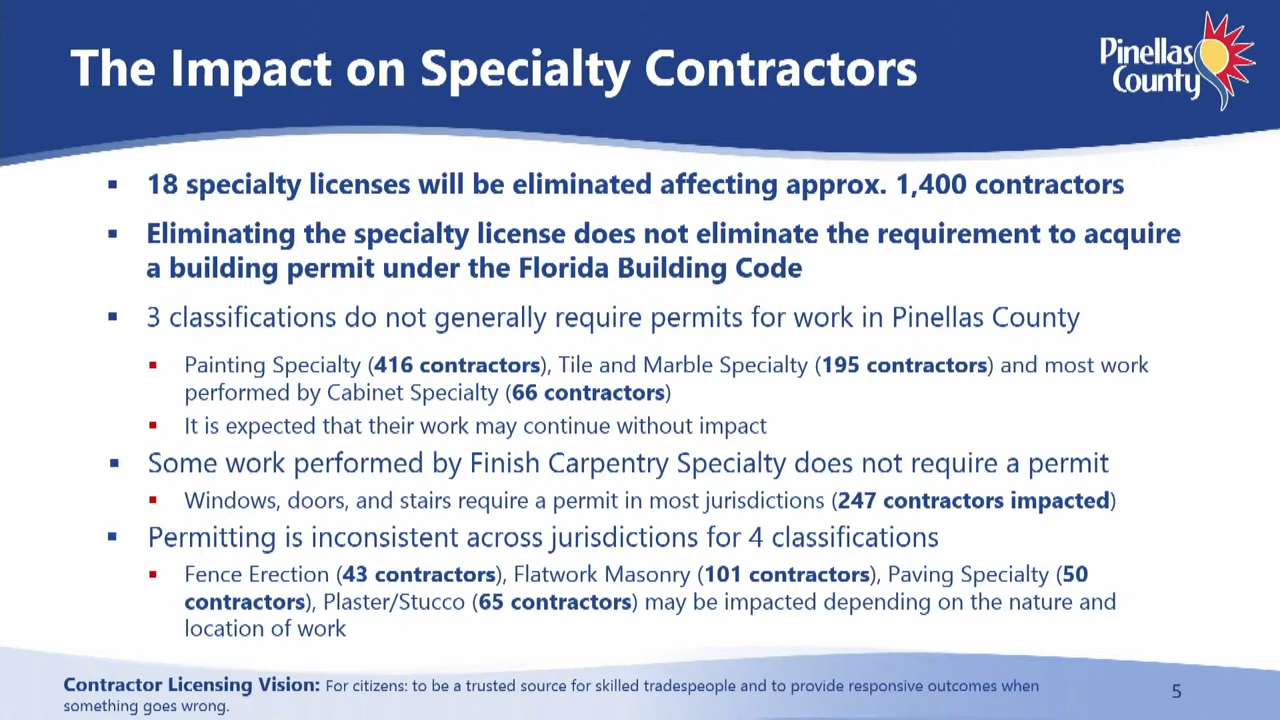 The Impact on Specialty Contractors
Pinellas
County
▪ 18 specialty licenses will be eliminated affecting approx. 1,400 contractors
▪ Eliminating the specialty license does not eliminate the requirement to acquire
a building permit under the Florida Building Code
▪ 3 classifications do not generally require permits for work in Pinellas County
▪ Painting Specialty (416 contractors), Tile and Marble Specialty (195 contractors) and most work
performed by Cabinet Specialty (66 contractors)
▪ It is expected that their work may continue without impact
▪ Some work performed by Finish Carpentry Specialty does not require a permit
▪ Windows, doors, and stairs require a permit in most jurisdictions (247 contractors impacted)
▪ Permitting is inconsistent across jurisdictions for 4 classifications
▪ Fence Erection (43 contractors), Flatwork Masonry (101 contractors), Paving Specialty (50
contractors), Plaster/Stucco (65 contractors) may be impacted depending on the nature and
location of work
Contractor Licensing Vision: For citizens: to be a trusted source for skilled tradespeople and to provide responsive outcomes when
something goes wrong.
5